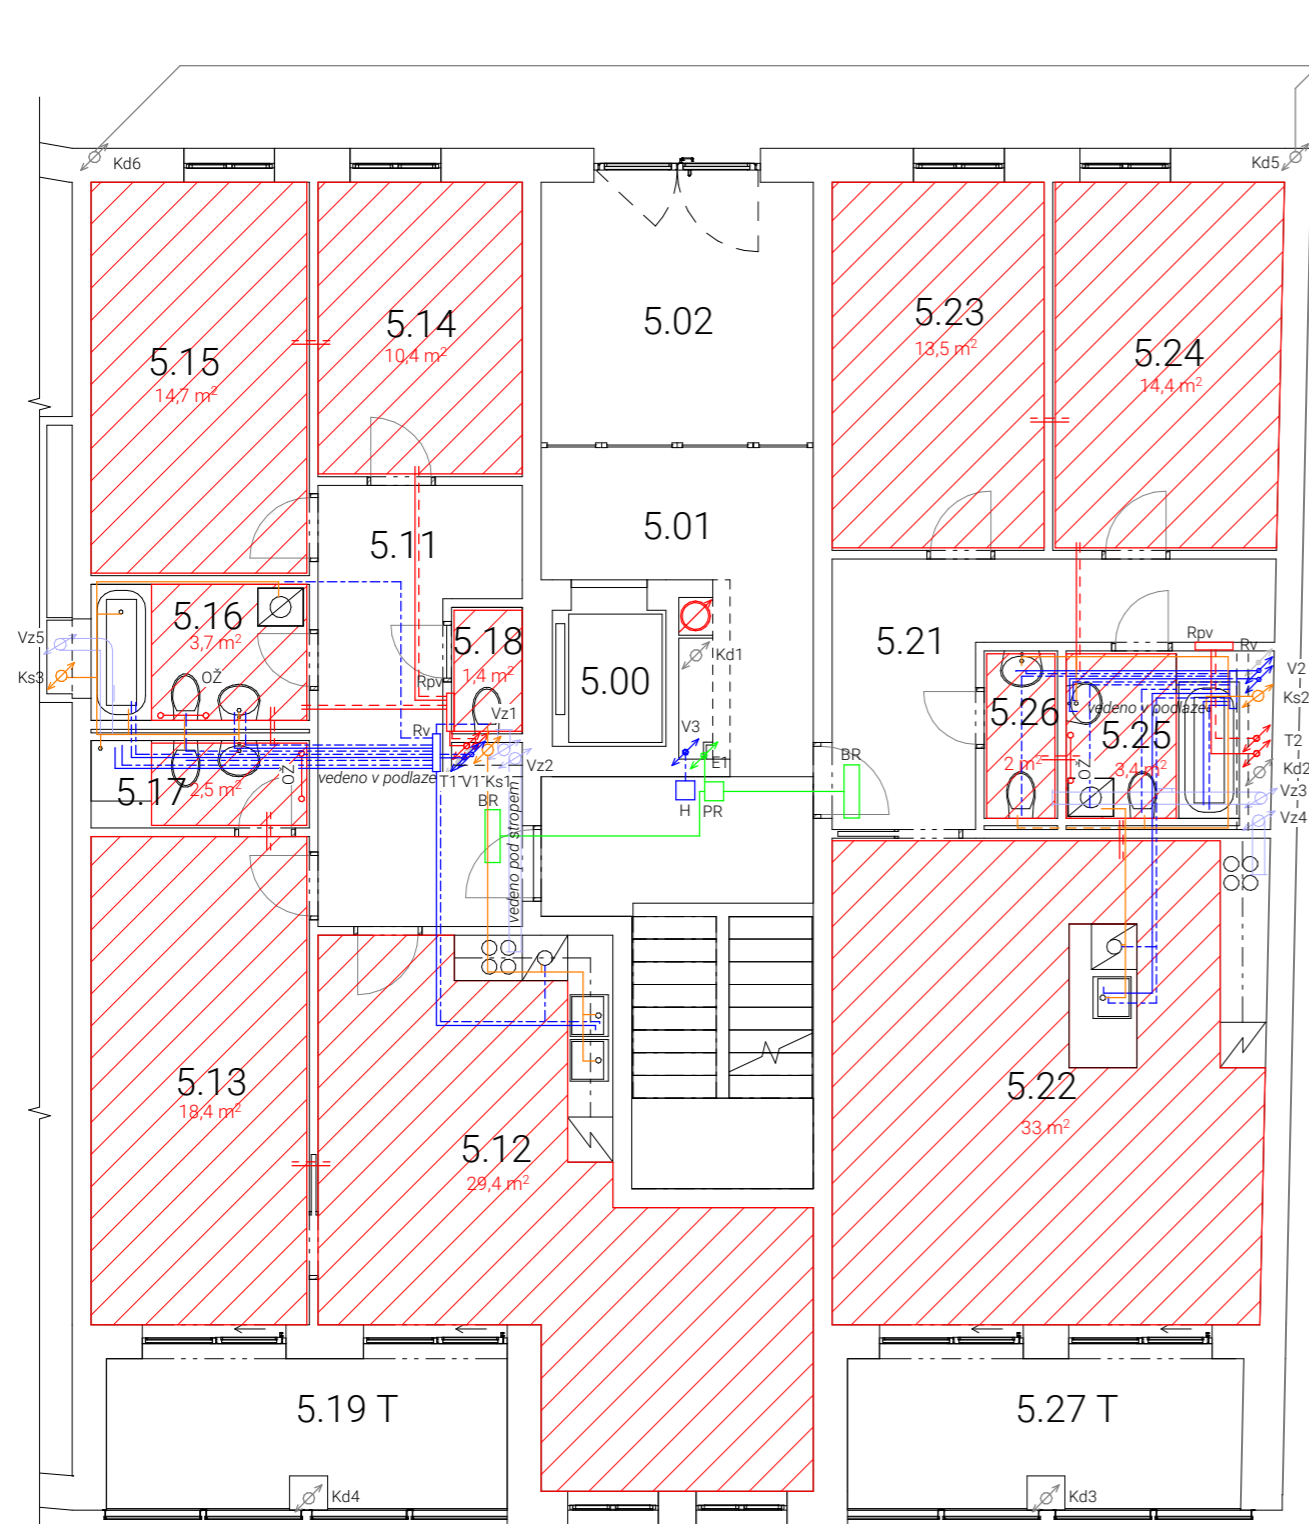 Kd6
Kd5
5.02
5.14
10,4 m²
5.15
14,7 m²
5.23
13,5 m²
5.24
14,4 m²
5.01
5.11
5.16
3,7 m²
OŽ
Vz5
Ks3
5.18
1,4 m²
Rpv
Vz1
Rv
5.00
Kd1
V3
E1
5.21
Rpv
Rv
V2
Ks2
vedeno v podlaze
5.26
2 m²
5.25
3,4 m²
OŽ
T2
Kd2
Vz3
Vz4
BR
5.17
2,5 m²
OŽ
vedeno v podlaze
T1 V1 Ks1
Vz2
BR
H
PR
vedeno pod stropem
5.13
18,4 m²
5.12
29,4 m²
5.22
33 m²
5.19 T
5.27 T
Kd4
Kd3